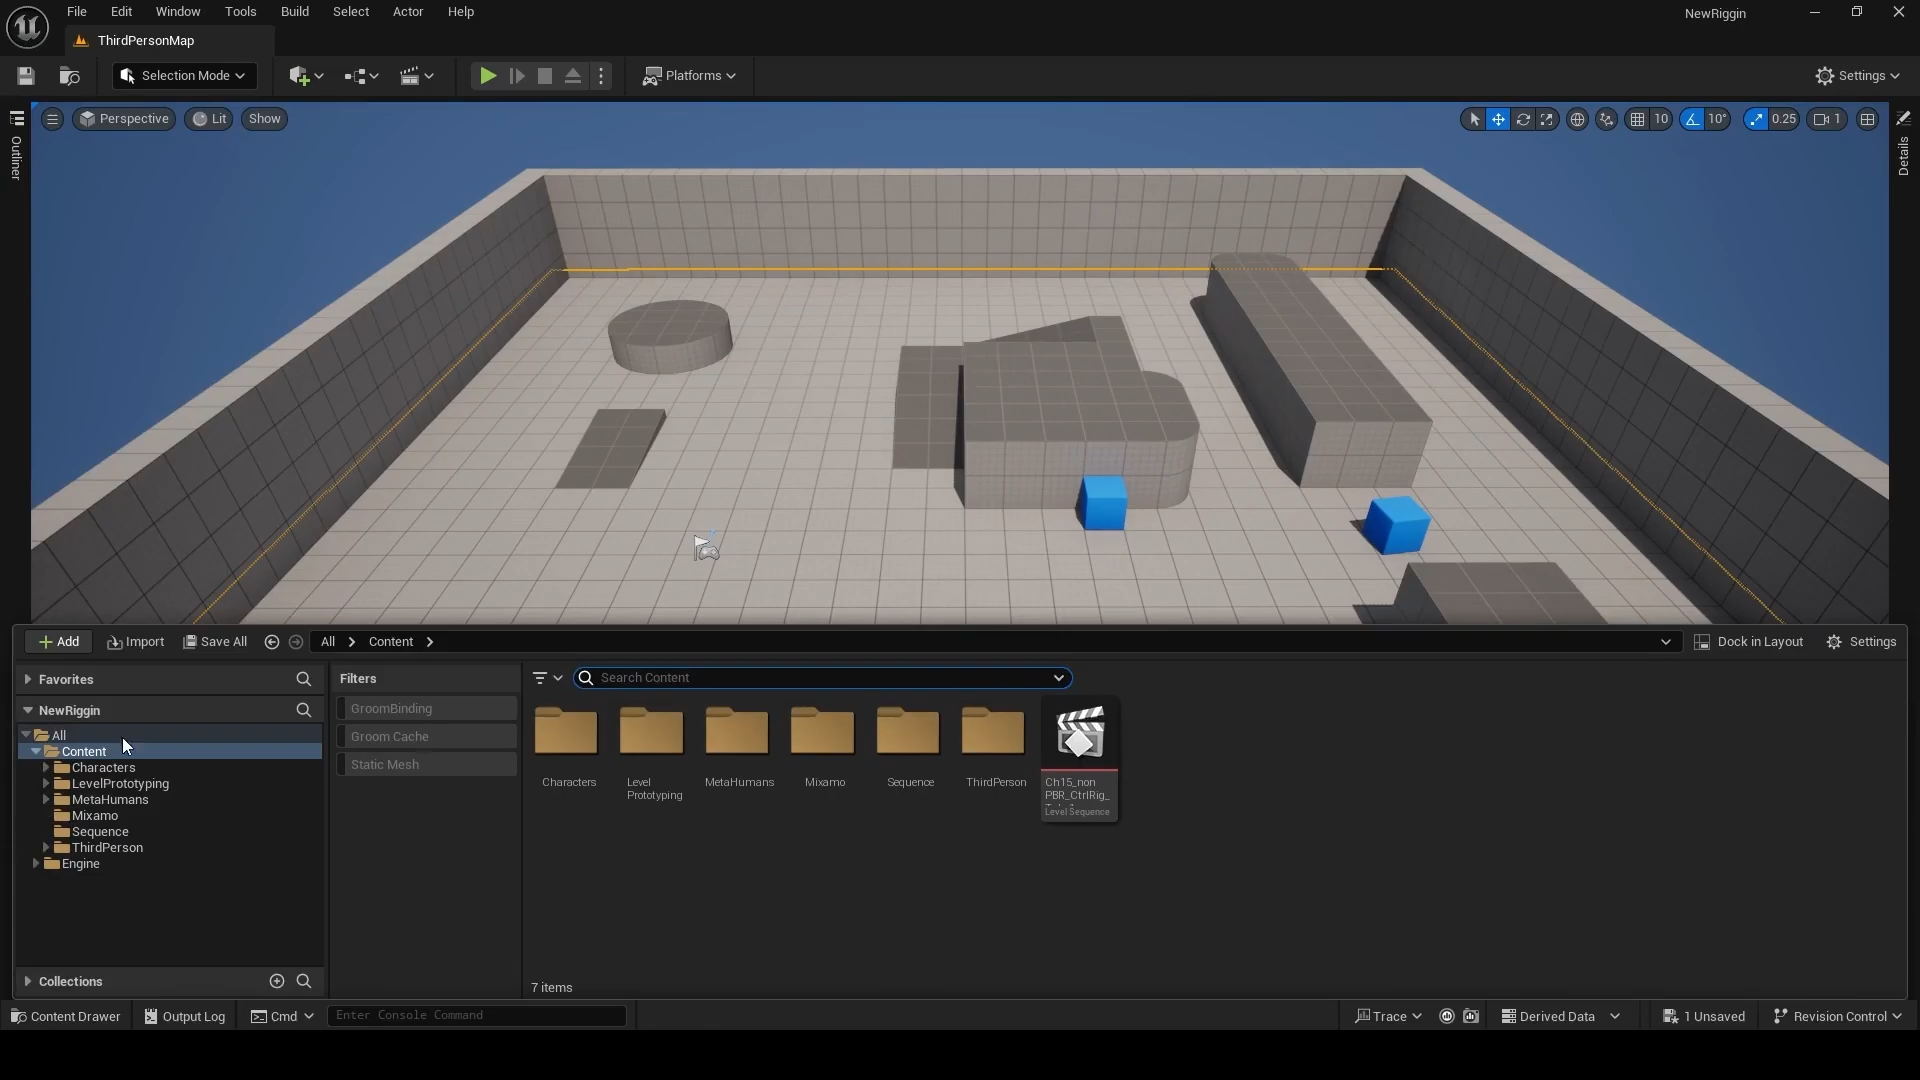 File Edit Window Tools Build Select Actor Help
NewRiggin
ThirdPersonMap
Selection Mode
Platforms
Settings
Perspective Lit Show
10 10° 0.25 1
Outliner
Details
Add Import Save All All Content Dock in Layout Settings
Favorites
NewRiggin
All
Content
Characters
LevelPrototyping
MetaHumans
Mixamo
Sequence
ThirdPerson
Engine
Collections
Filters
GroomBinding
Groom Cache
Static Mesh
Search Content
Characters
Level
Prototyping
MetaHumans
Mixamo
Sequence
ThirdPerson
Ch15_non
PBR_CtrlRig_
Level Sequence
7 items
Content Drawer Output Log Cmd Enter Console Command Trace Derived Data 1 Unsaved Revision Control